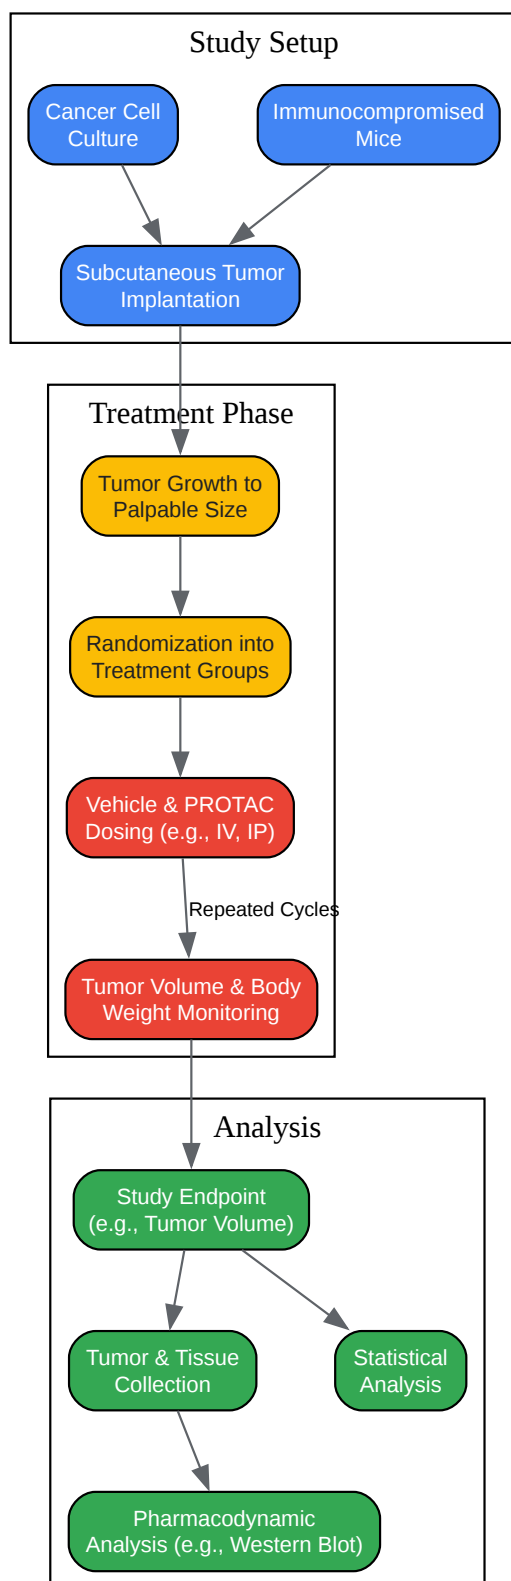 Study Setup
Cancer Cell
Culture
Immunocompromised
Mice
Subcutaneous Tumor
Implantation
Treatment Phase
Tumor Growth to
Palpable Size
Randomization into
Treatment Groups
Vehicle & PROTAC
Dosing (e.g., IV, IP)
Repeated Cycles
Tumor Volume & Body
Weight Monitoring
Analysis
Study Endpoint
(e.g., Tumor Volume)
Tumor & Tissue
Collection
Statistical
Analysis
Pharmacodynamic
Analysis (e.g., Western Blot)